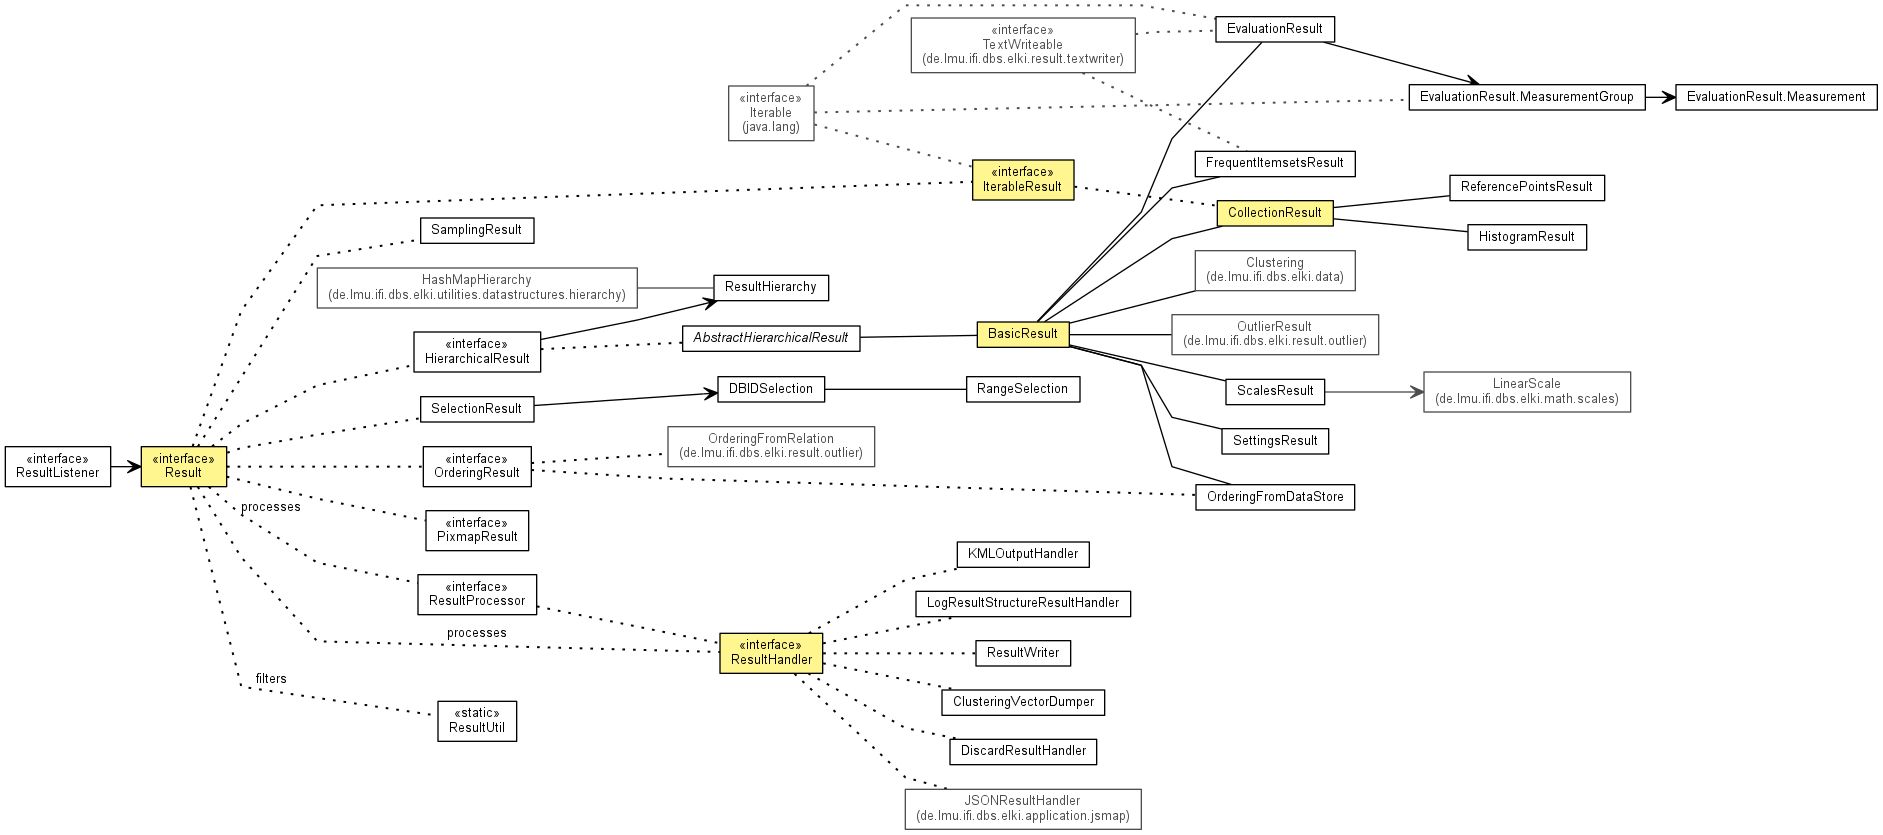 EvaluationResult
«interface»
TextWriteable
(de.lmu.ifi.dbs.elki.result.textwriter)
«interface»
Iterable
(java.lang)
EvaluationResult.MeasurementGroup
EvaluationResult.Measurement
FrequentItemsetsResult
«interface»
IterableResult
ReferencePointsResult
CollectionResult
SamplingResult
HistogramResult
HashMapHierarchy
(de.lmu.ifi.dbs.elki.utilities.datastructures.hierarchy)
ResultHierarchy
Clustering
(de.lmu.ifi.dbs.elki.data)
«interface»
HierarchicalResult
AbstractHierarchicalResult
BasicResult
OutlierResult
(de.lmu.ifi.dbs.elki.result.outlier)
SelectionResult
DBIDSelection
RangeSelection
ScalesResult
LinearScale
(de.lmu.ifi.dbs.elki.math.scales)
SettingsResult
«interface»
ResultListener
«interface»
Result
«interface»
OrderingResult
OrderingFromRelation
(de.lmu.ifi.dbs.elki.result.outlier)
OrderingFromDataStore
processes
«interface»
PixmapResult
«interface»
ResultProcessor
processes
«interface»
ResultHandler
KMLOutputHandler
LogResultStructureResultHandler
ResultWriter
ClusteringVectorDumper
DiscardResultHandler
JSONResultHandler
(de.lmu.ifi.dbs.elki.application.jsmap)
filters
«static»
ResultUtil